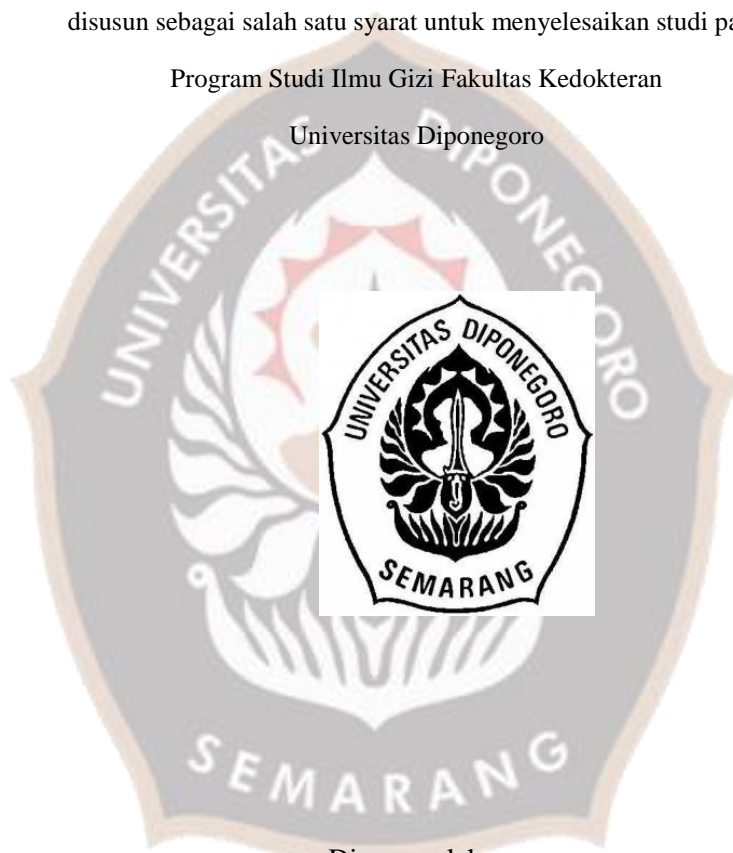 disusun sebagai salah satu syarat untuk menyelesaikan studi
Program Studi Ilmu Gizi Fakultas Kedokteran
Universitas Diponegoro
UNIVERSITAS DIPONEGORO
SEMARANG
UNIVERSITAS DIPONEGORO
SEMARANG